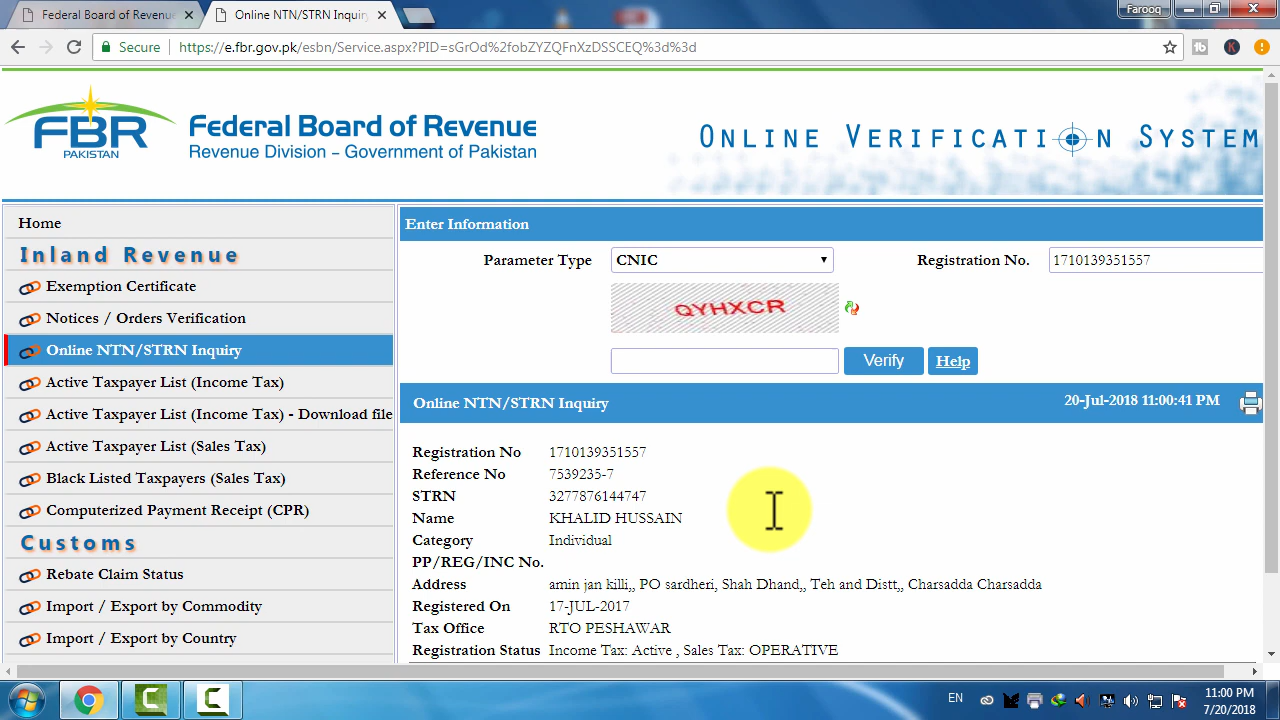 Federal Board of Revenue
Online NTN/STRN Inquiry
Farooq
Secure
https://e.fbr.gov.pk/esbn/Service.aspx?PID=sGrOd%2fobZYZQFnXzDSSCEQ%3d%3d
FBR
PAKISTAN
Federal Board of Revenue
Revenue Division – Government of Pakistan
ONLINE VERIFICATION SYSTEM
Home
Inland Revenue
Exemption Certificate
Notices / Orders Verification
Online NTN/STRN Inquiry
Active Taxpayer List (Income Tax)
Active Taxpayer List (Income Tax) - Download file
Active Taxpayer List (Sales Tax)
Black Listed Taxpayers (Sales Tax)
Computerized Payment Receipt (CPR)
Customs
Rebate Claim Status
Import / Export by Commodity
Import / Export by Country
Enter Information
Parameter Type CNIC Registration No. 1710139351557
QYHXCR
Verify Help
Online NTN/STRN Inquiry 20-Jul-2018 11:00:41 PM
Registration No 1710139351557
Reference No 7539235-7
STRN 3277876144747
Name KHALID HUSSAIN
Category Individual
PP/REG/INC No.
Address amin jan killi,, PO sardheri, Shah Dhand,, Teh and Distt,, Charsadda Charsadda
Registered On 17-JUL-2017
Tax Office RTO PESHAWAR
Registration Status Income Tax: Active , Sales Tax: OPERATIVE
EN
11:00 PM
7/20/2018